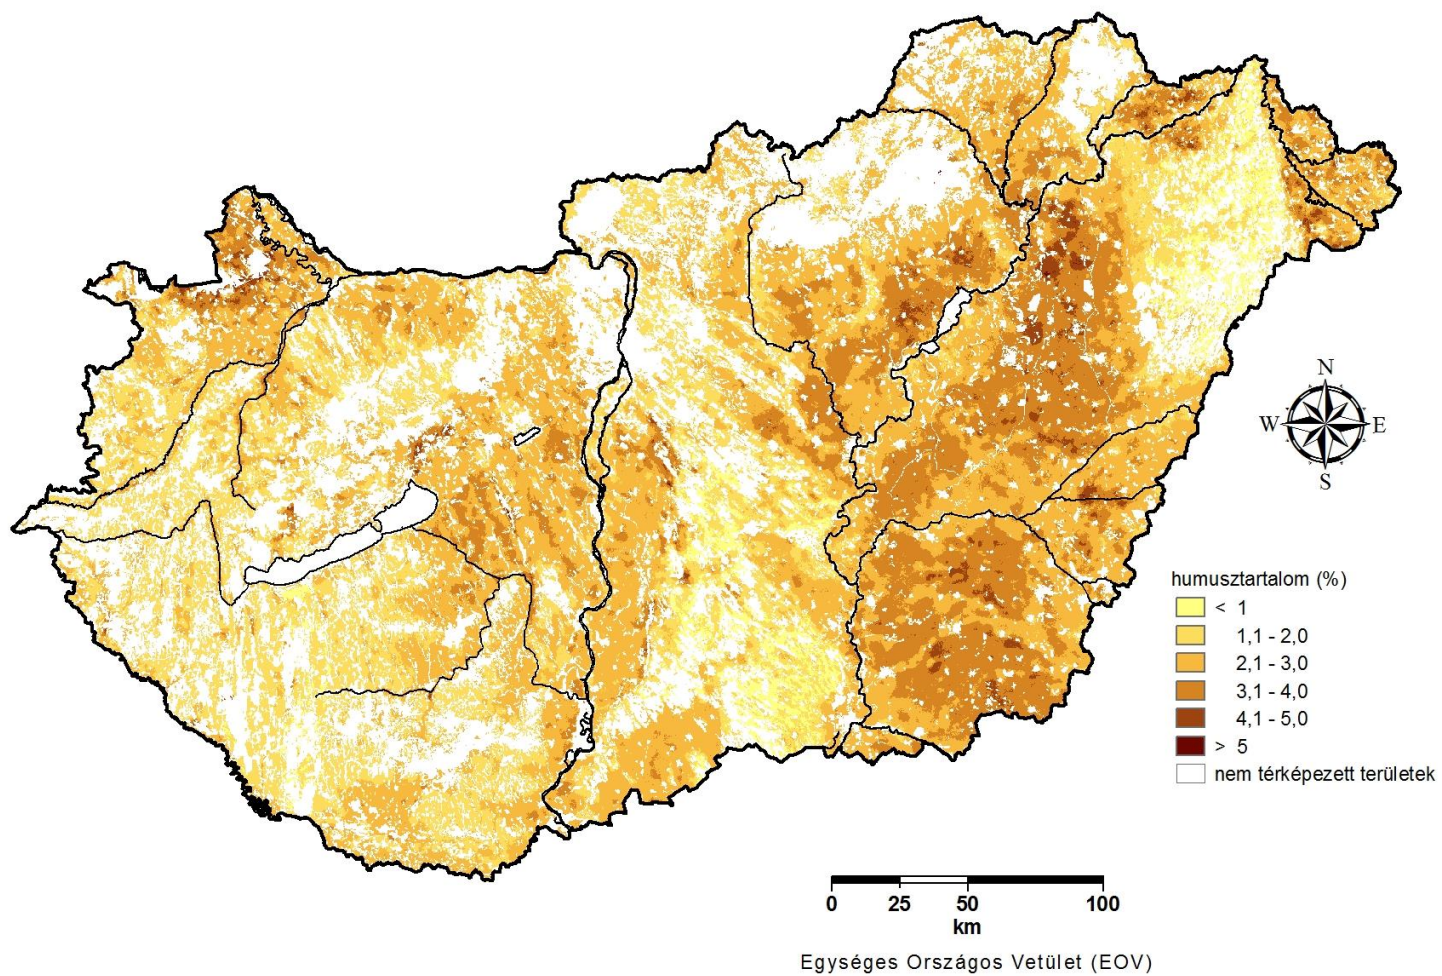 N
W E
S
humusztartalom (%)
< 1
1,1 - 2,0
2,1 - 3,0
3,1 - 4,0
4,1 - 5,0
> 5
nem térképezett területek
0 25 50 100
km
Egységes Országos Vetület (EOV)